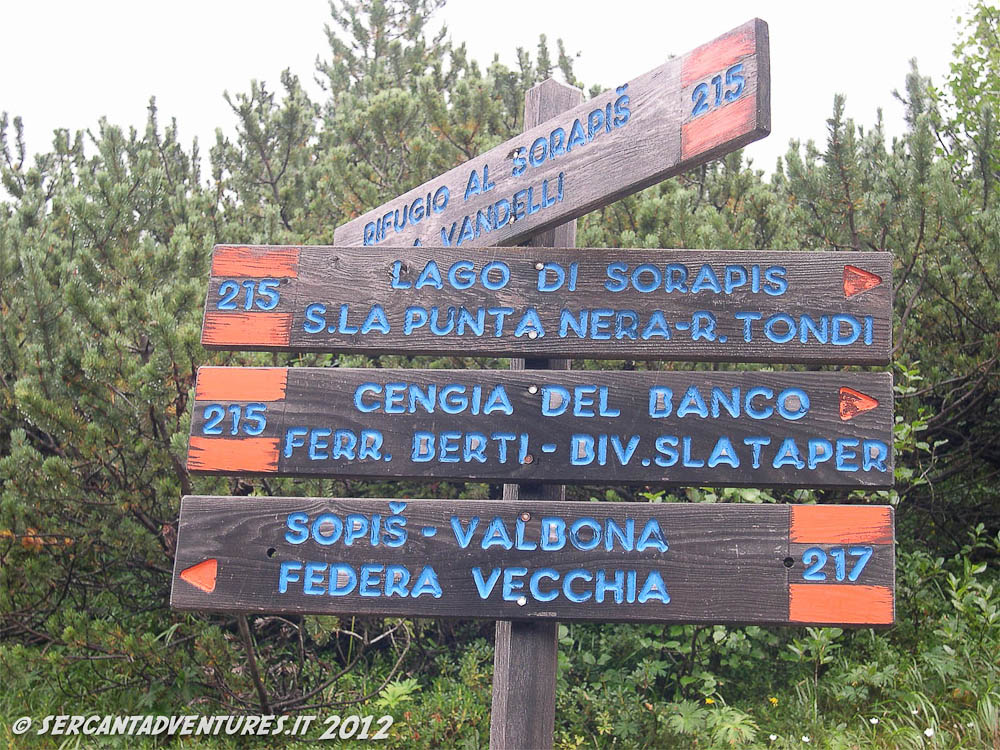 215
RIFUGIO AL SORAPIŠ
VANDELLI
215
LAGO DI SORAPIS
S.LA PUNTA NERA-R. TONDI
215
CENGIA DEL BANCO
FERR. BERTI - BIV.SLATAPER
SOPIŠ - VALBONA
FEDERA VECCHIA
217
© SERCANTADVENTURES.IT 2012